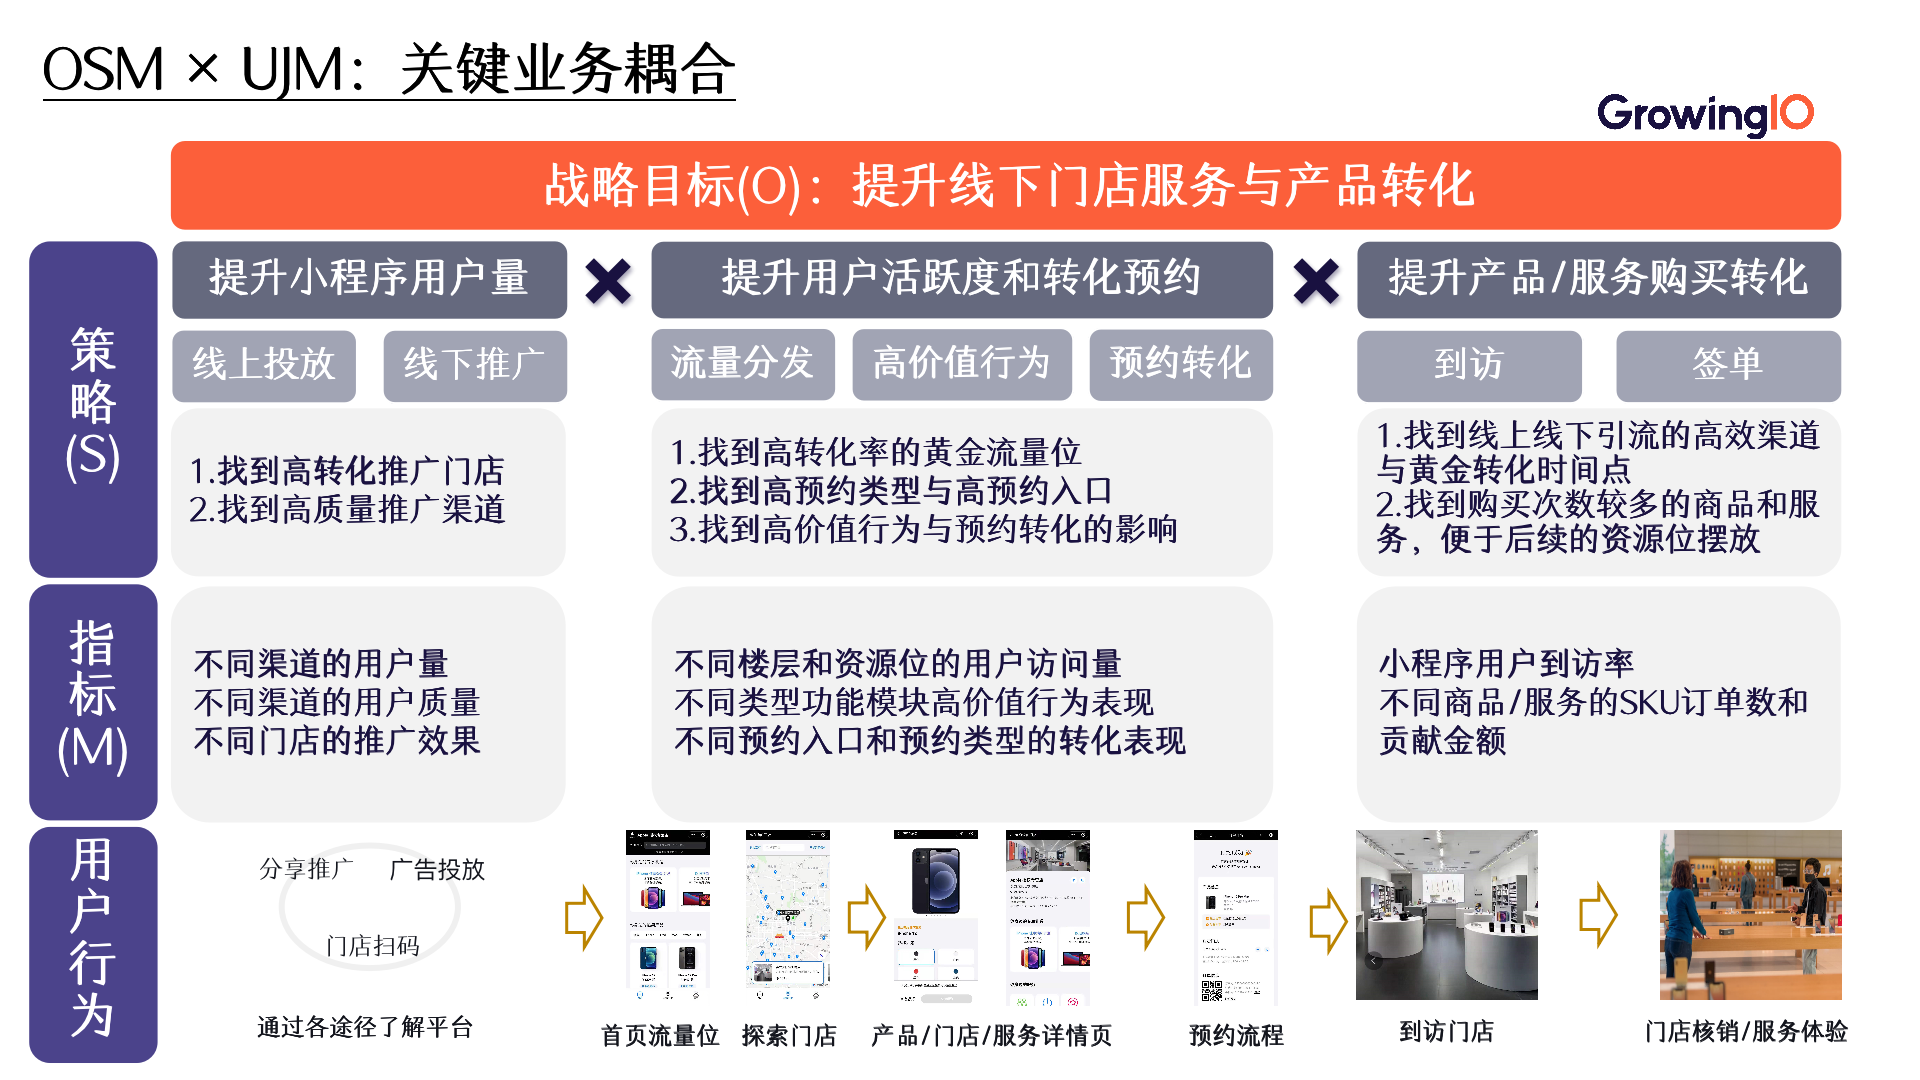 OSM × UJM：关键业务耦合
GrowingIO
战略目标(O)：提升线下门店服务与产品转化
策略(S)
提升小程序用户量
提升用户活跃度和转化预约
提升产品/服务购买转化
线上投放
线下推广
流量分发
高价值行为
预约转化
到访
签单
1.找到高转化推广门店
2.找到高质量推广渠道
1.找到高转化率的黄金流量位
2.找到高预约类型与高预约入口
3.找到高价值行为与预约转化的影响
1.找到线上线下引流的高效渠道
与黄金转化时间点
2.找到购买次数较多的商品和服
务，便于后续的资源位摆放
指标(M)
不同渠道的用户量
不同渠道的用户质量
不同门店的推广效果
不同楼层和资源位的用户访问量
不同类型功能模块高价值行为表现
不同预约入口和预约类型的转化表现
小程序用户到访率
不同商品/服务的SKU订单数和
贡献金额
用户行为
分享推广
广告投放
门店扫码
通过各途径了解平台
首页流量位
探索门店
产品/门店/服务详情页
预约流程
到访门店
门店核销/服务体验